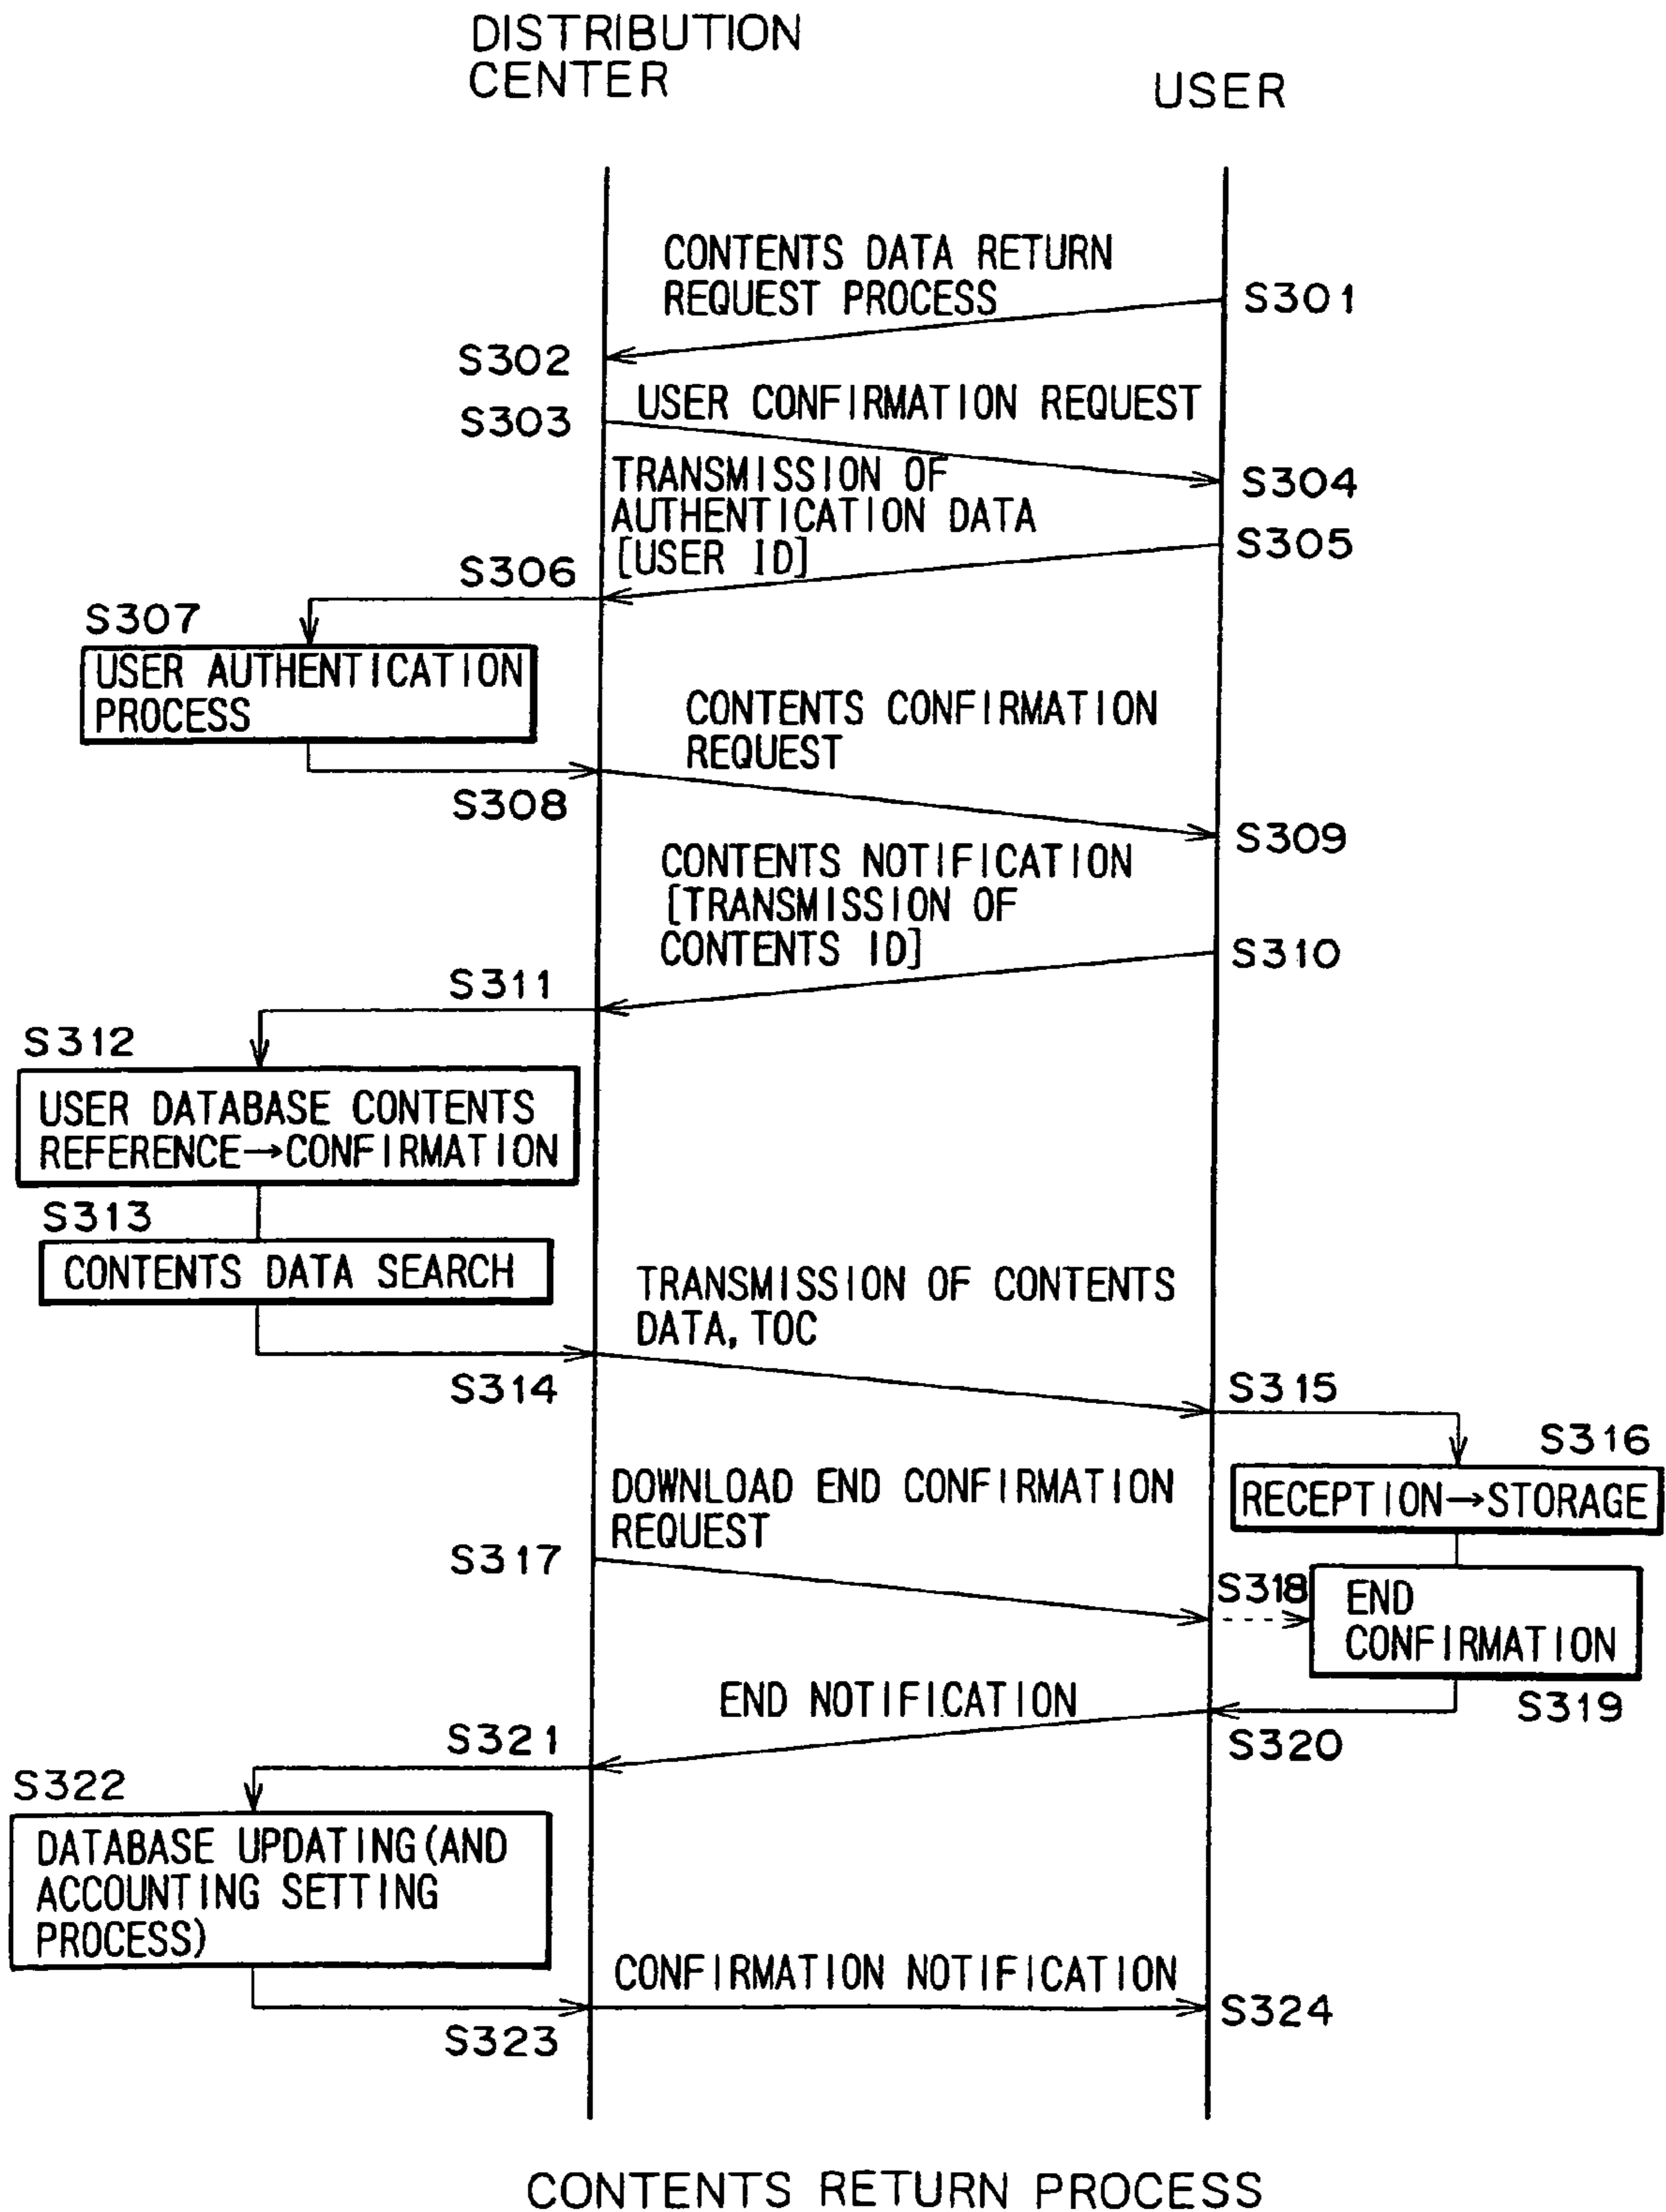 DISTRIBUTION
CENTER
USER
CONTENTS DATA RETURN
REQUEST PROCESS
S301
S302
USER CONFIRMATION REQUEST
S303
TRANSMISSION OF
S304
AUTHENTICATION DATA
S305
[USER ID]
S306
S307
USER AUTHENTICATION
PROCESS
CONTENTS CONFIRMATION
REQUEST
S308
S309
CONTENTS NOTIFICATION
[TRANSMISSION OF
CONTENTS ID]
S310
S311
S312
USER DATABASE CONTENTS
REFERENCE→CONFIRMATION
S313
CONTENTS DATA SEARCH
TRANSMISSION OF CONTENTS
DATA, TOC
S314
S315
S316
RECEPTION→STORAGE
DOWNLOAD END CONFIRMATION
REQUEST
S317
S318
END
CONFIRMATION
S319
END NOTIFICATION
S320
S321
S322
DATABASE UPDATING(AND
ACCOUNTING SETTING
PROCESS)
CONFIRMATION NOTIFICATION
S323
S324
CONTENTS RETURN PROCESS